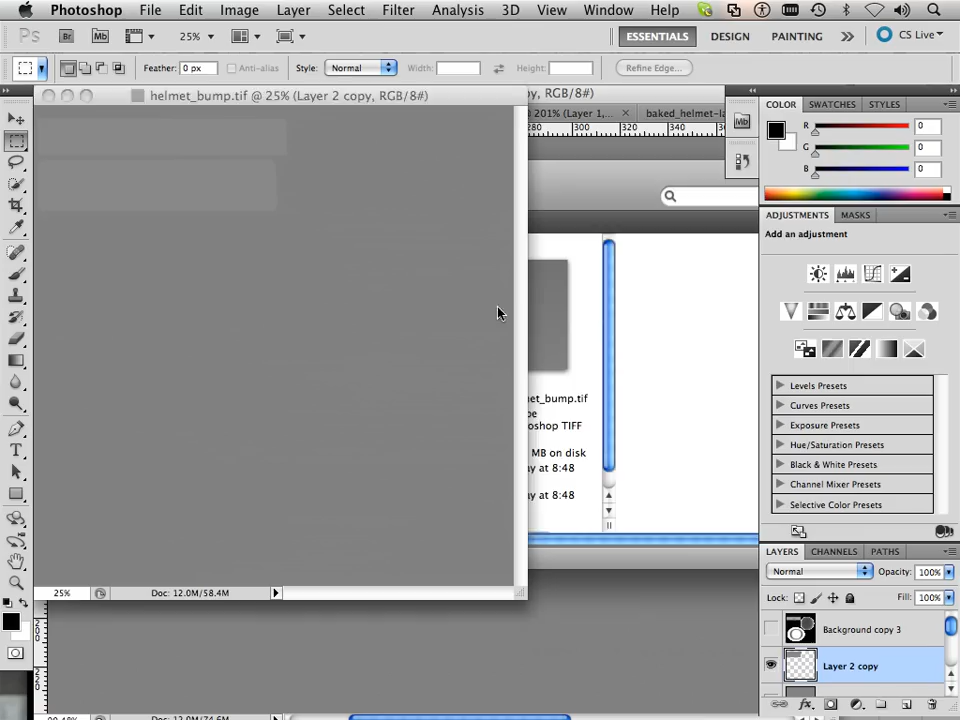 Photoshop File Edit Image Layer Select Filter Analysis 3D View Window Help
Ps Br Mb 25% ESSENTIALS DESIGN PAINTING CS Live
Feather: 0 px Anti-alias Style: Normal Width: Height: Refine Edge...
helmet_bump.tif @ 25% (Layer 2 copy, RGB/8#)
py, RGB/8#)
201% (Layer 1,...
baked_helmet-la
280 300 320 340 360
Mb
COLOR SWATCHES STYLES
R 0
G 0
B 0
ADJUSTMENTS MASKS
Add an adjustment
Levels Presets
Curves Presets
Exposure Presets
Hue/Saturation Presets
Black & White Presets
Channel Mixer Presets
Selective Color Presets
et_bump.tif
pe
oshop TIFF
MB on disk
ay at 8:48
ay at 8:48
LAYERS CHANNELS PATHS
Normal Opacity: 100%
Lock: Fill: 100%
Background copy 3
Layer 2 copy
fx
T
25% Doc: 12.0M/58.4M
200
220